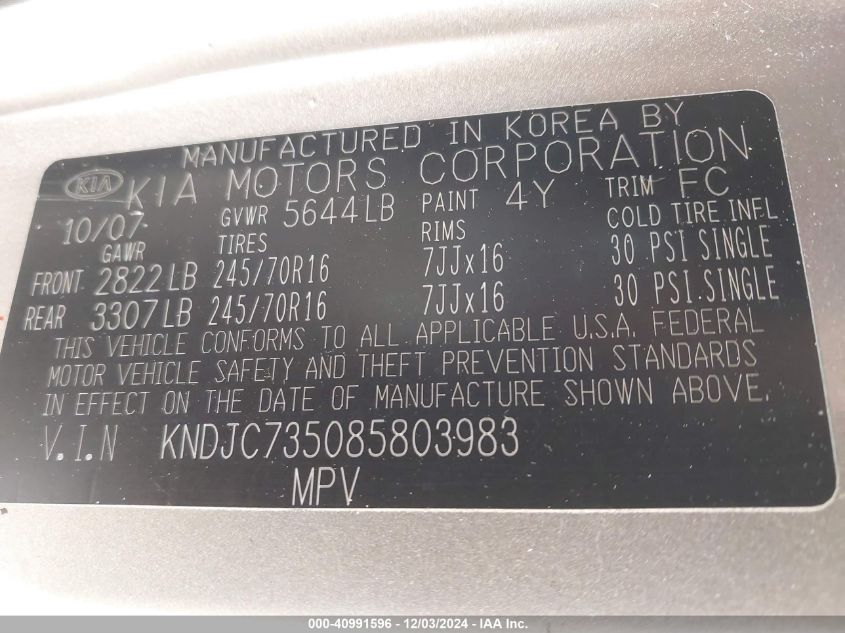 MANUFACTURED IN KOREA BY
KIA KIA MOTORS CORPORATION
10/07 GVWR 5644LB PAINT 4Y TRIM FC
GAWR TIRES RIMS COLD TIRE INFL
FRONT 2822LB 245/70R16 7JJx16 30 PSI SINGLE
REAR 3307LB 245/70R16 7JJx16 30 PSI.SINGLE
THIS VEHICLE CONFORMS TO ALL APPLICABLE U.S.A. FEDERAL
MOTOR VEHICLE SAFETY AND THEFT PREVENTION STANDARDS
IN EFFECT ON THE DATE OF MANUFACTURE SHOWN ABOVE.
V.I.N KNDJC735085803983
MPV
000-40991596 - 12/03/2024 - IAA Inc.